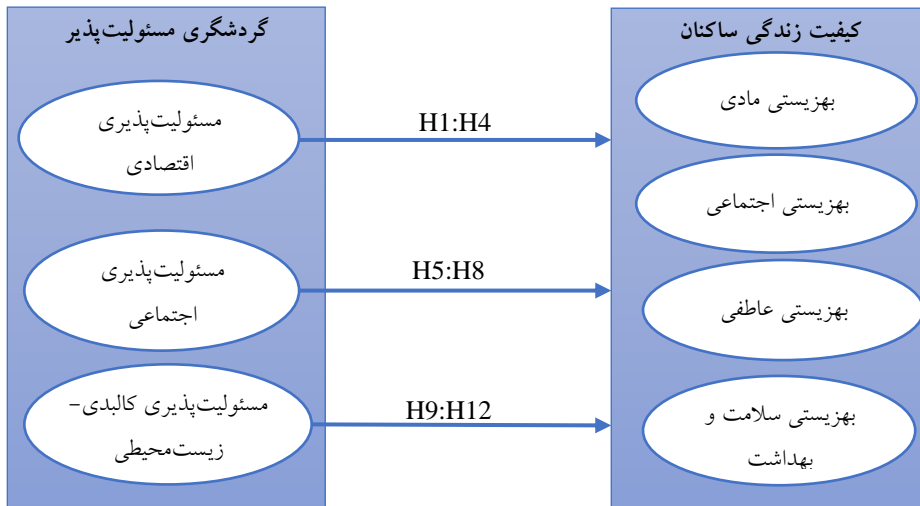 گردشگری مسئولیت‌پذیر
مسئولیت‌پذیری
اقتصادی
مسئولیت‌پذیری
اجتماعی
مسئولیت‌پذیری کالبدی-
زیست‌محیطی
H1:H4
H5:H8
H9:H12
کیفیت زندگی ساکنان
بهزیستی مادی
بهزیستی اجتماعی
بهزیستی عاطفی
بهزیستی سلامت و
بهداشت